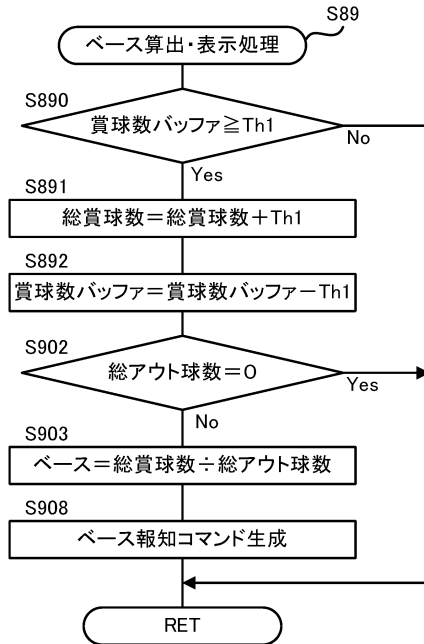 S89
ベース算出・表示処理
S890
賞球数バッファ≧Th1
No
Yes
S891
総賞球数＝総賞球数＋Th1
S892
賞球数バッファ＝賞球数バッファ－Th1
S902
総アウト球数＝0
Yes
No
S903
ベース＝総賞球数÷総アウト球数
S908
ベース報知コマンド生成
RET